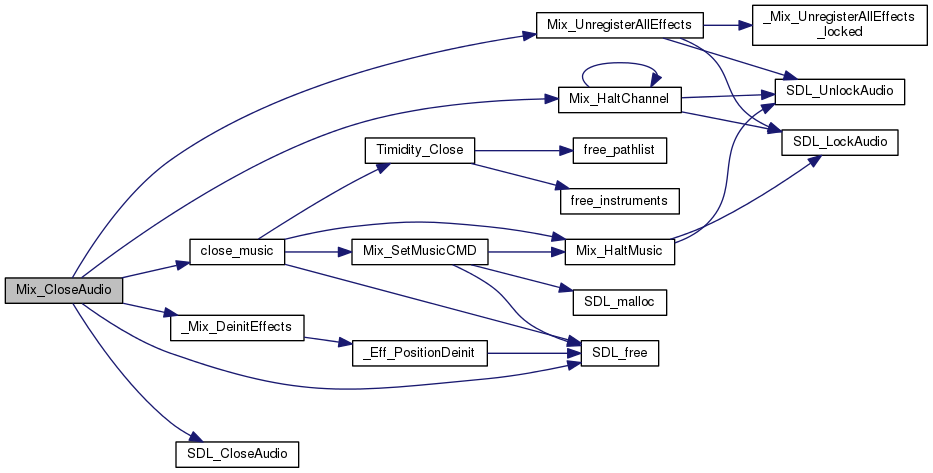 Mix_UnregisterAllEffects
_Mix_UnregisterAllEffects
_locked
SDL_UnlockAudio
Mix_HaltChannel
SDL_LockAudio
Timidity_Close
free_pathlist
free_instruments
close_music
Mix_SetMusicCMD
Mix_HaltMusic
Mix_CloseAudio
SDL_malloc
_Mix_DeinitEffects
_Eff_PositionDeinit
SDL_free
SDL_CloseAudio